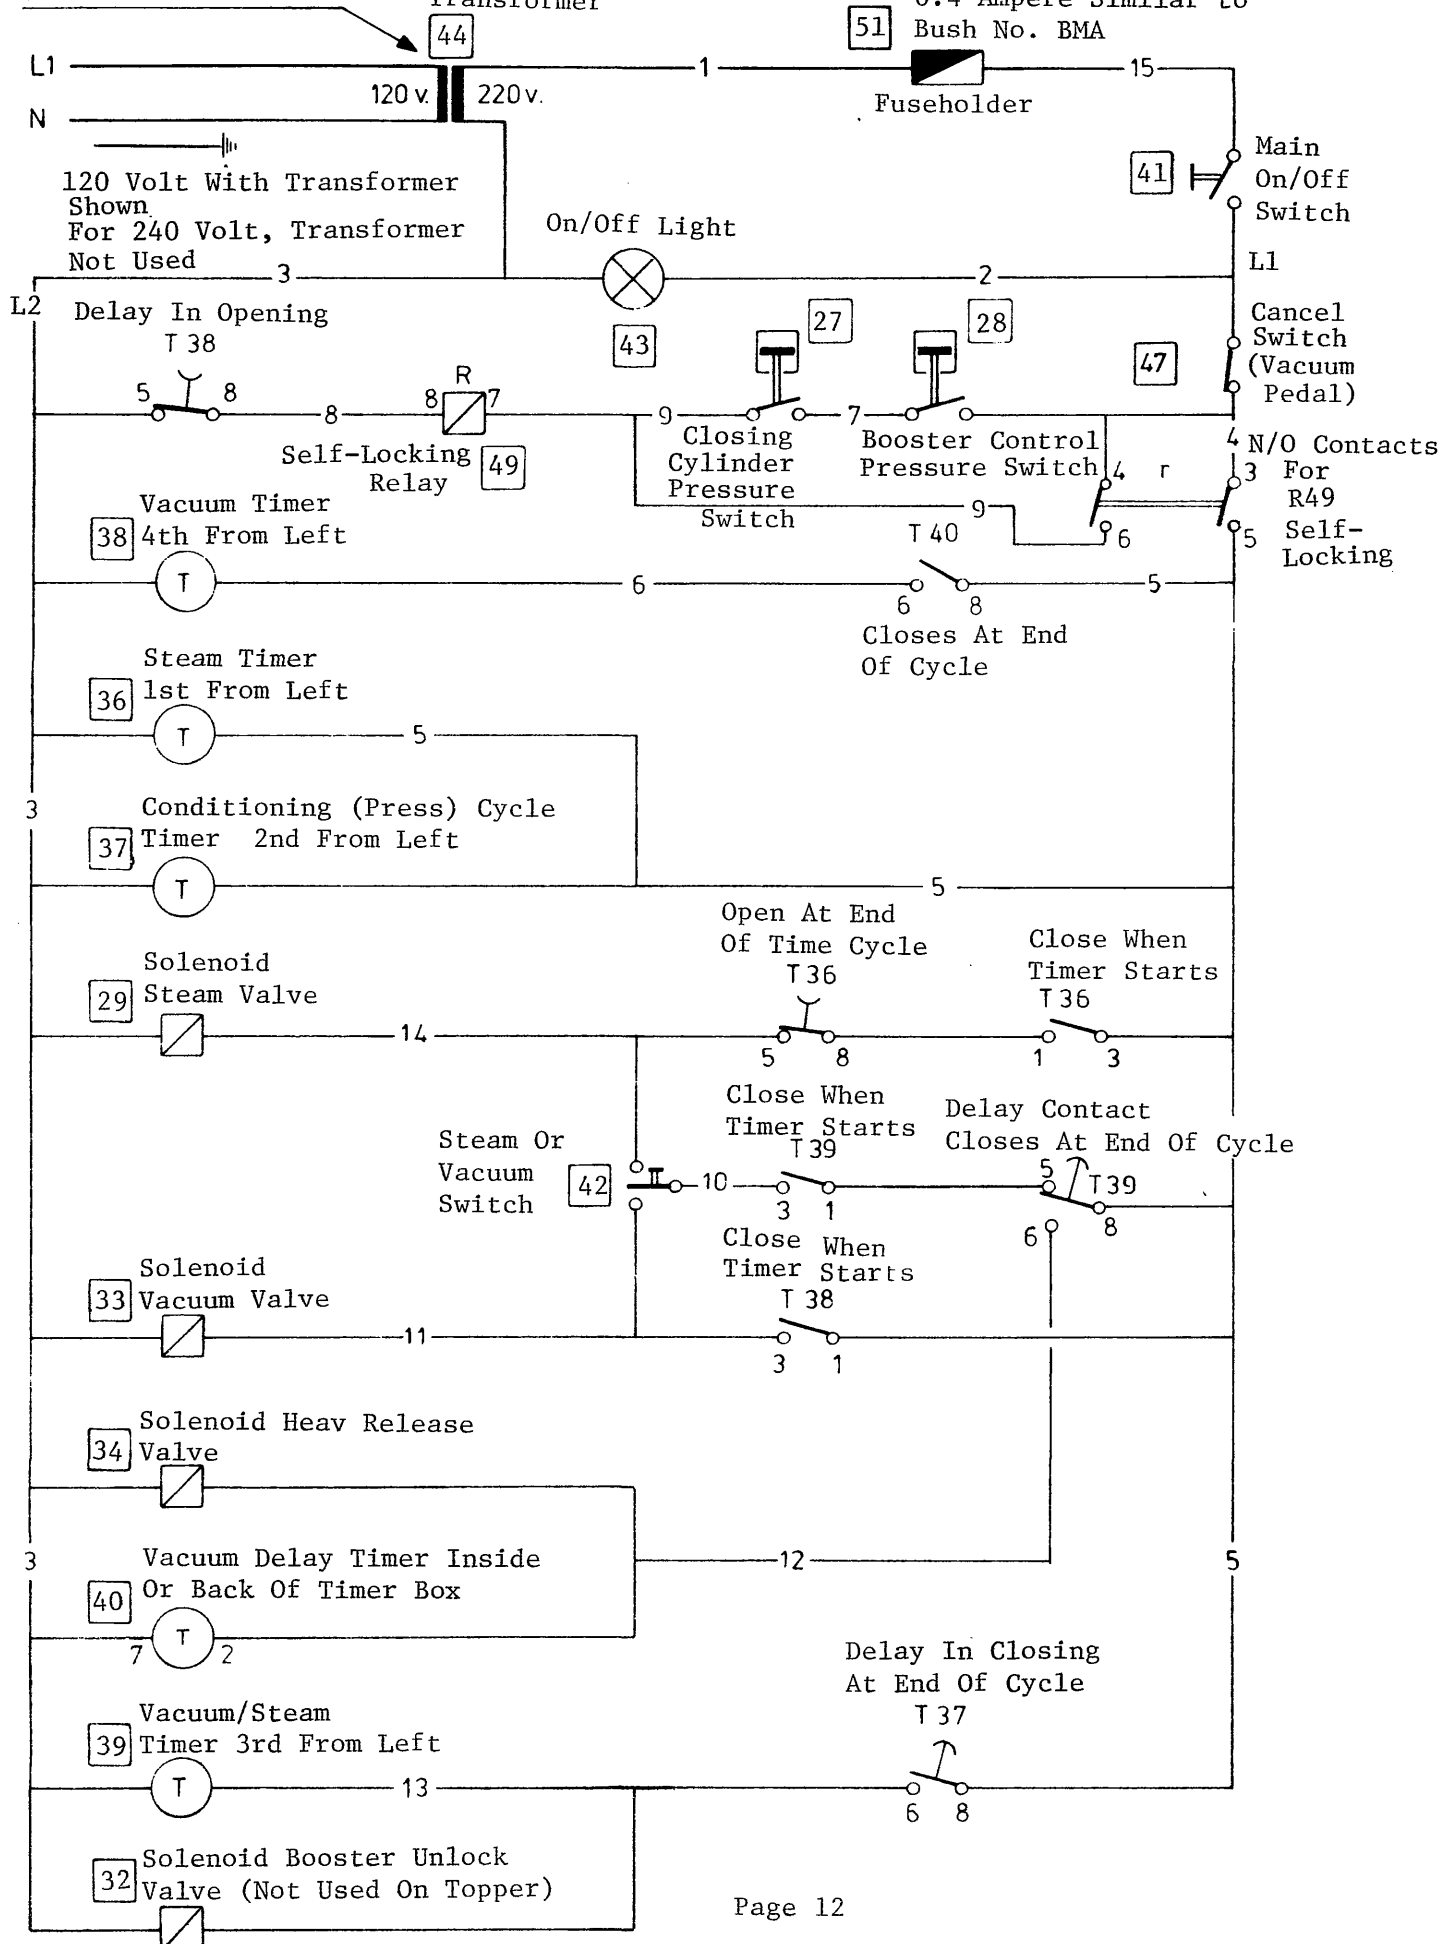 Transformer
0.4 Ampere Similar to
44
51
Bush No. BMA
L1
1
15
120 v.
220 v.
Fuseholder
N
Main
41
On/Off
Switch
120 Volt With Transformer
Shown
For 240 Volt, Transformer
Not Used
On/Off Light
3
2
L1
L2
Delay In Opening
T 38
43
27
28
Cancel
Switch
47
(Vacuum
Pedal)
5
8
8
R
8
7
9
7
Self-Locking
Relay
49
Closing
Cylinder
Pressure
Switch
Booster Control
Pressure Switch
4
r
4
N/O Contacts
3
For
R49
Self-
Locking
9
6
5
Vacuum Timer
38
4th From Left
T
6
T 40
6
8
5
Closes At End
Of Cycle
Steam Timer
36
1st From Left
T
5
3
Conditioning (Press) Cycle
37
Timer 2nd From Left
T
5
Open At End
Of Time Cycle
T 36
Close When
Timer Starts
T 36
Solenoid
29
Steam Valve
14
5
8
1
3
Close When
Timer Starts
T 39
Delay Contact
Closes At End Of Cycle
Steam Or
Vacuum
Switch
42
10
3
1
5
T 39
8
6
Close When
Timer Starts
T 38
Solenoid
33
Vacuum Valve
11
3
1
Solenoid Heav Release
34
Valve
3
Vacuum Delay Timer Inside
40
Or Back Of Timer Box
12
5
7
T
2
Delay In Closing
At End Of Cycle
T 37
Vacuum/Steam
39
Timer 3rd From Left
T
13
6
8
Solenoid Booster Unlock
32
Valve (Not Used On Topper)
Page 12